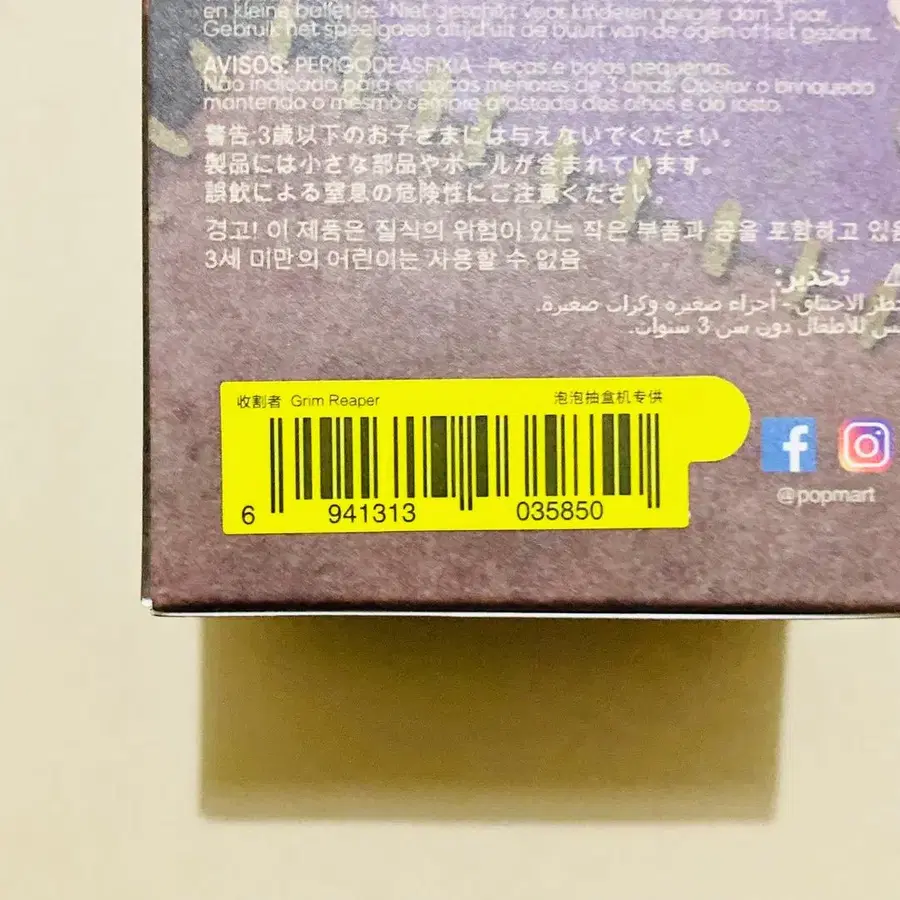 en kleine balletjes. Niet geschikt voor kinderen jonger dan 3 jaar.
Gebruik het speelgoed altijd uit de buurt van de ogen of het gezicht.
AVISOS: PERIGODEASFIXIA -Peças e bolas pequenas.
Não indicado para crianças menores de 3 anos. Operar o brinquedo
mantendo o mesmo sempre afastado dos olhos e do rosto.
警告:3歳以下のお子さまには与えないでください。
製品には小さな部品やボールが含まれています。
誤飲による窒息の危険性にご注意ください。
경고! 이 제품은 질식의 위험이 있는 작은 부품과 공을 포함하고 있음
3세 미만의 어린이는 사용할 수 없음.
⚠ تحذير:
خطر الاختناق - أجزاء صغيرة وكرات صغيرة.
ليس للأطفال دون سن 3 سنوات.
收割者 Grim Reaper 泡泡抽盒机专供
6 941313 035850
@popmart